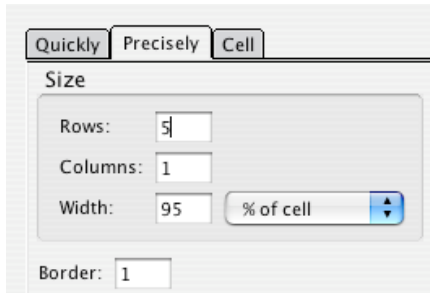 Quickly Precisely Cell
Size
Rows: 5
Columns: 1
Width: 95 % of cell
Border: 1